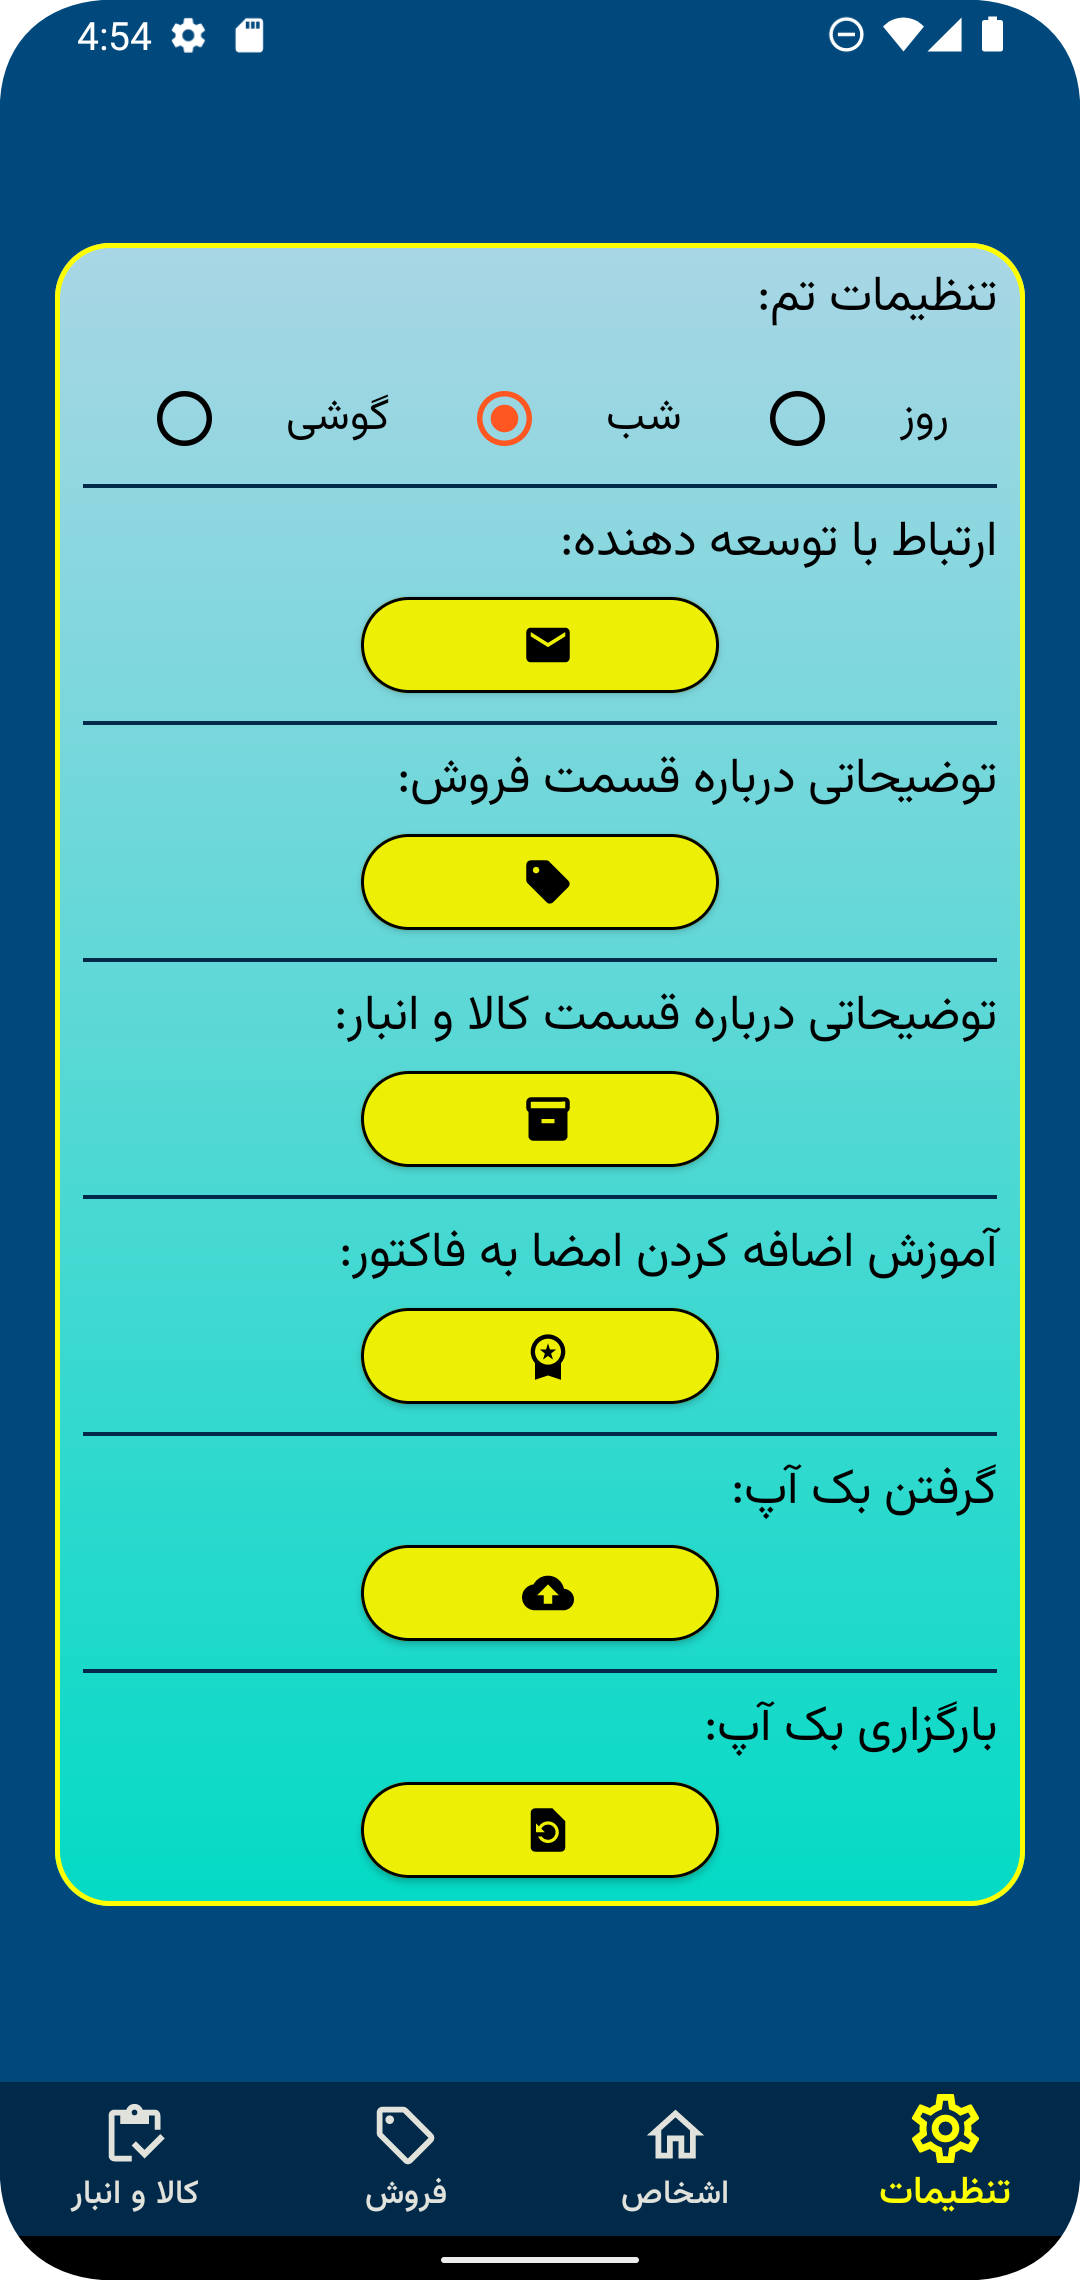 4:54
تنظیمات تم:
روز شب گوشی
ارتباط با توسعه دهنده:
توضیحاتی درباره قسمت فروش:
توضیحاتی درباره قسمت کالا و انبار:
آموزش اضافه کردن امضا به فاکتور:
گرفتن بک آپ:
بارگزاری بک آپ:
تنظیمات اشخاص فروش کالا و انبار